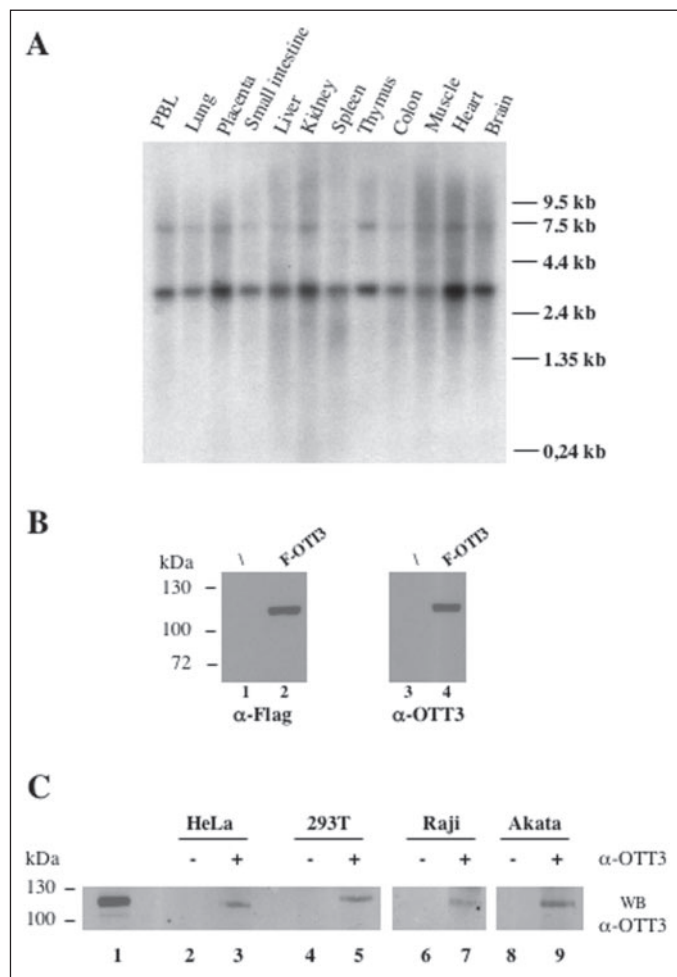 A
PBL Lung Placenta Small intestine Liver Kidney Spleen Thymus Colon Muscle Heart Brain
9.5 kb
7.5 kb
4.4 kb
2.4 kb
1.35 kb
0,24 kb
B
kDa \ F-OTT3 \ F-OTT3
130
100
72
1 2 3 4
α-Flag α-OTT3
C
HeLa 293T Raji Akata
kDa - + - + - + - + α-OTT3
130
100
WB
α-OTT3
1 2 3 4 5 6 7 8 9